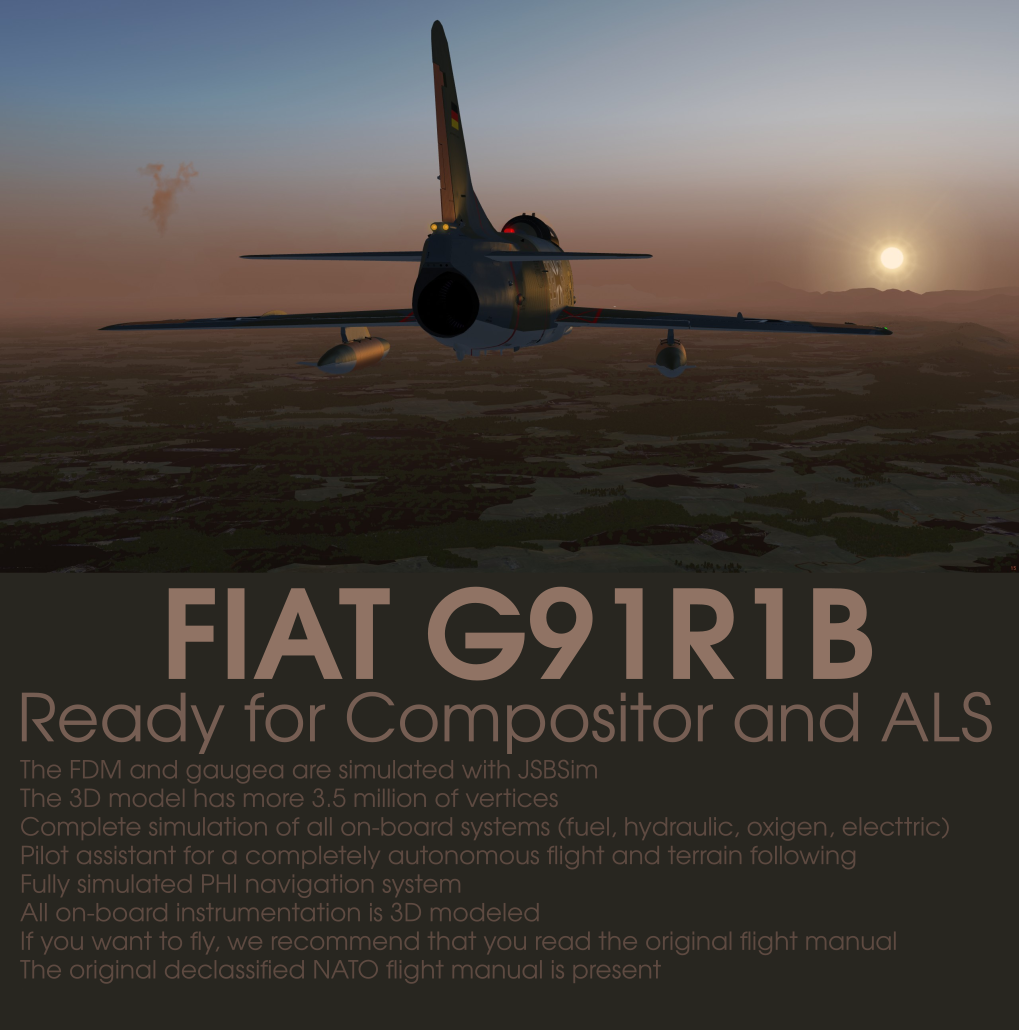 FIAT G91R1B
Ready for Compositor and ALS
The FDM and gaugea are simulated with JSBSim
The 3D model has more 3.5 million of vertices
Complete simulation of all on-board systems (fuel, hydraulic, oxigen, electtric)
Pilot assistant for a completely autonomous flight and terrain following
Fully simulated PHI navigation system
All on-board instrumentation is 3D modeled
If you want to fly, we recommend that you read the original flight manual
The original declassified NATO flight manual is present